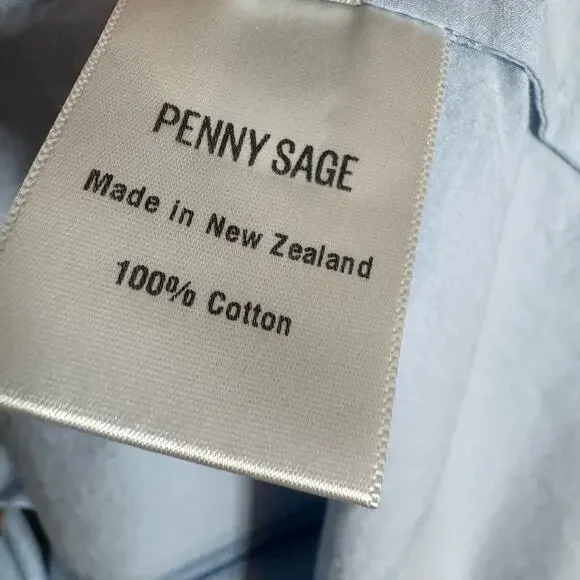 PENNY SAGE
Made in New Zealand
100% Cotton